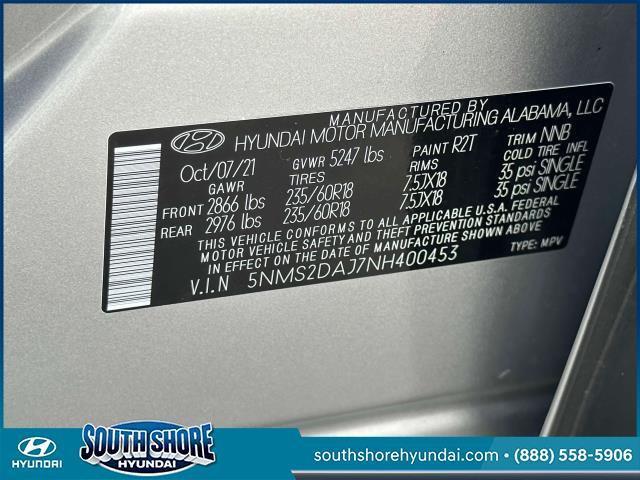 MANUFACTURED BY
HYUNDAI MOTOR MANUFACTURING ALABAMA, LLC
Oct/07/21 GVWR 5247 lbs PAINT R2T TRIM NNB
GAWR TIRES RIMS COLD TIRE INFL
FRONT 2866 lbs 235/60R18 7.5JX18 35 psi SINGLE
REAR 2976 lbs 235/60R18 7.5JX18 35 psi SINGLE
THIS VEHICLE CONFORMS TO ALL APPLICABLE U.S.A. FEDERAL
MOTOR VEHICLE SAFETY AND THEFT PREVENTION STANDARDS
IN EFFECT ON THE DATE OF MANUFACTURE SHOWN ABOVE
V.I.N 5NMS2DAJ7NH400453 TYPE: MPV
HYUNDAI
SOUTH SHORE
HYUNDAI
southshorehyundai.com • (888) 558-5906